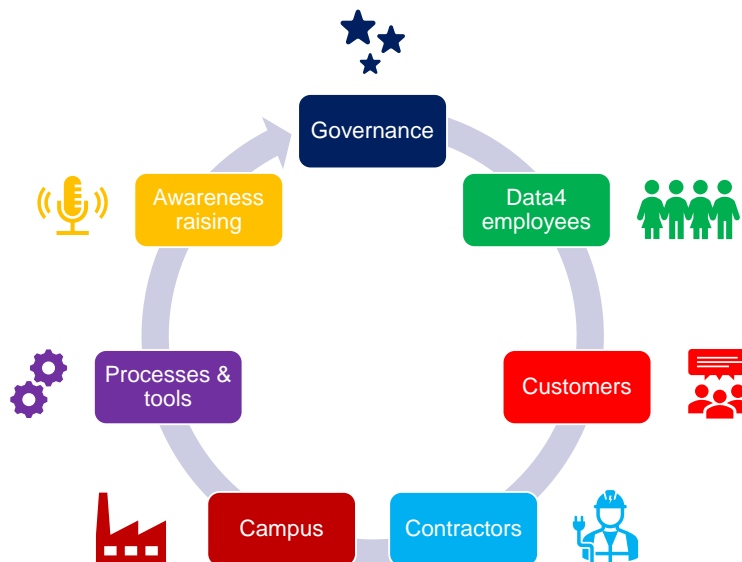 Governance
Data4
employees
Customers
Contractors
Campus
Processes &
tools
Awareness
raising